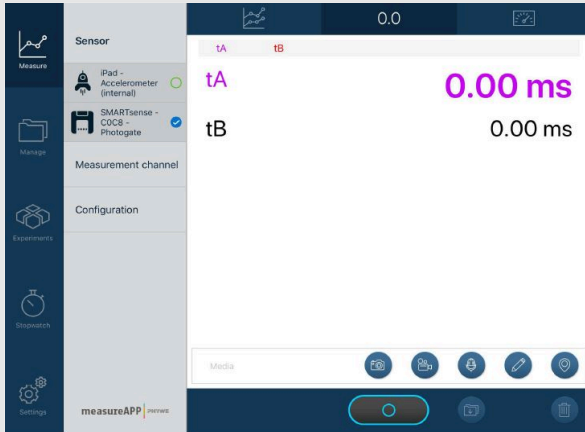 0.0
Measure
Manage
Experiments
Stopwatch
Settings
Sensor
iPad -
Accelerometer
(internal)
SMARTsense -
C0C8 -
Photogate
Measurement channel
Configuration
measureAPP PHYWE
tA tB
tA 0.00 ms
tB 0.00 ms
Media